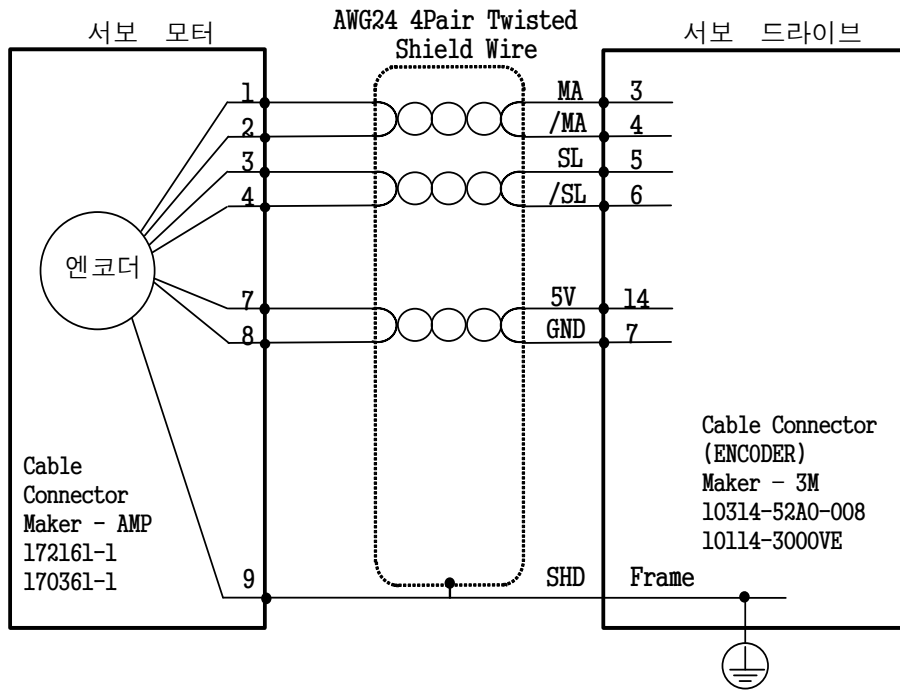 서보 모터
AWG24 4Pair Twisted
Shield Wire
서보 드라이브
엔코더
1
MA
3
2
/MA
4
3
SL
5
4
/SL
6
7
5V
14
8
GND
7
Cable
Connector
Maker - AMP
172161-1
170361-1
Cable Connector
(ENCODER)
Maker - 3M
10314-52A0-008
10114-3000VE
9
SHD
Frame